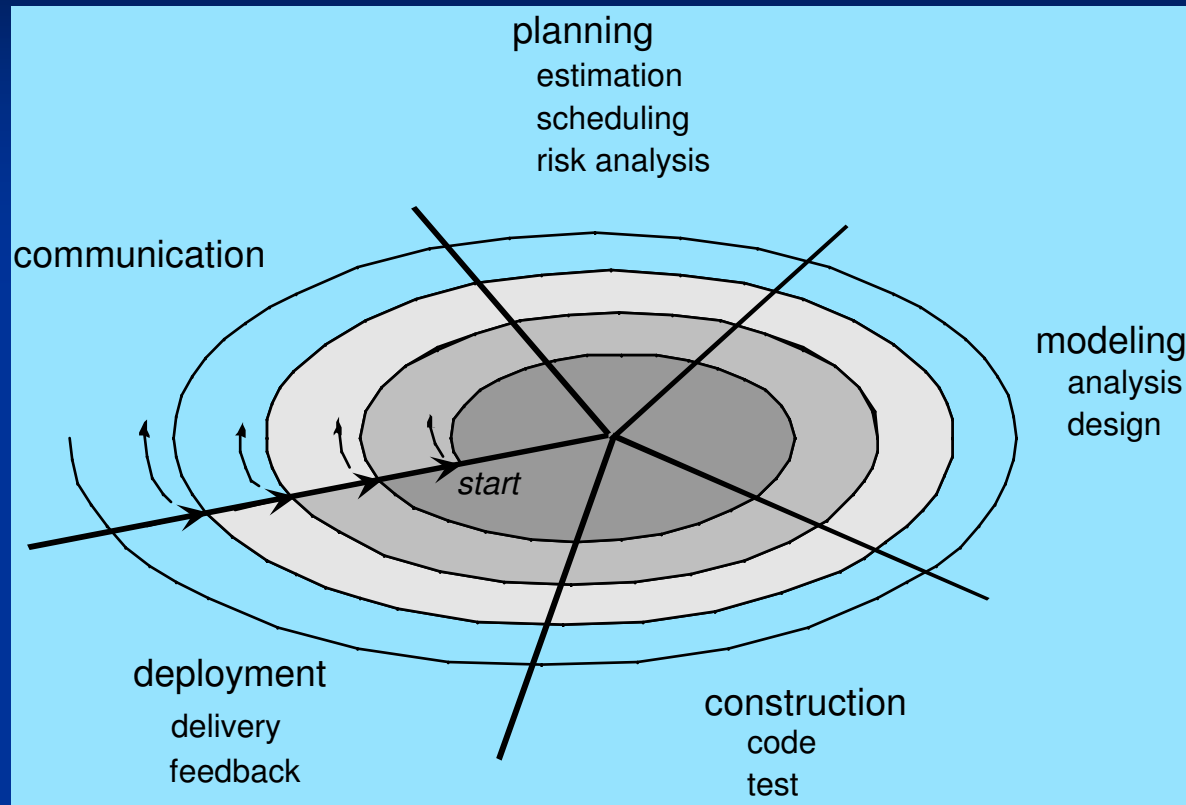 planning
estimation
scheduling
risk analysis
communication
modeling
analysis
design
start
deployment
delivery
feedback
construction
code
test